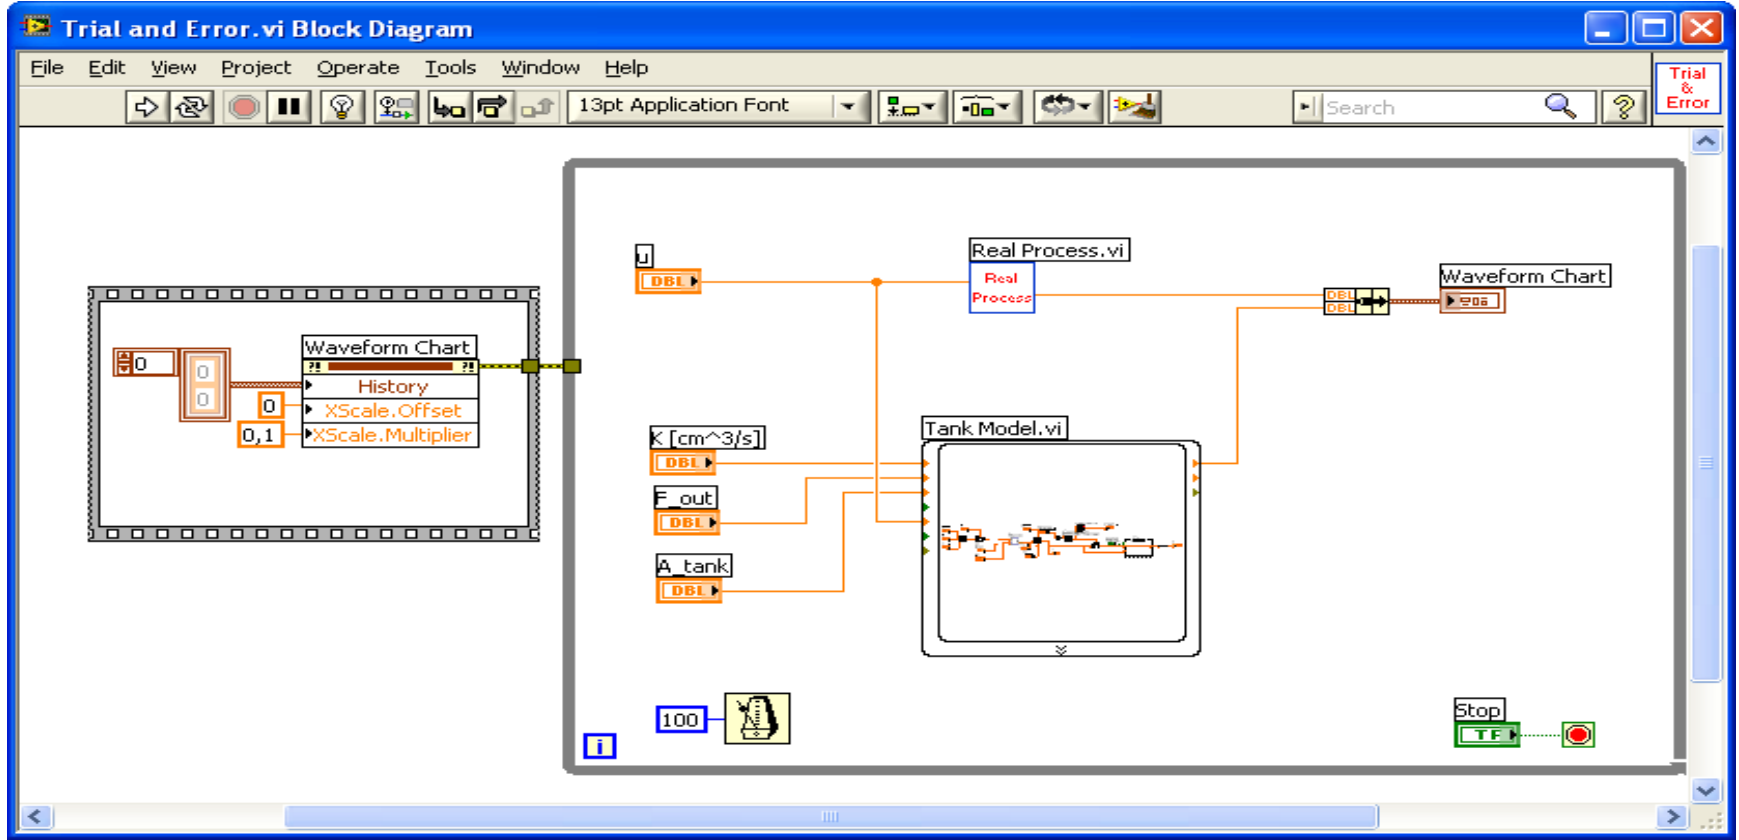 Trial and Error.vi Block Diagram
File Edit View Project Operate Tools Window Help
Trial
&
Error
13pt Application Font
Search
?
u
DBL
Real Process.vi
Real
Process
DBL
DBL
Waveform Chart
0
0
0
Waveform Chart
?! ?!
History
0
XScale.Offset
0,1
XScale.Multiplier
K [cm^3/s]
DBL
F_out
DBL
A_tank
DBL
Tank Model.vi
100
i
Stop
TF